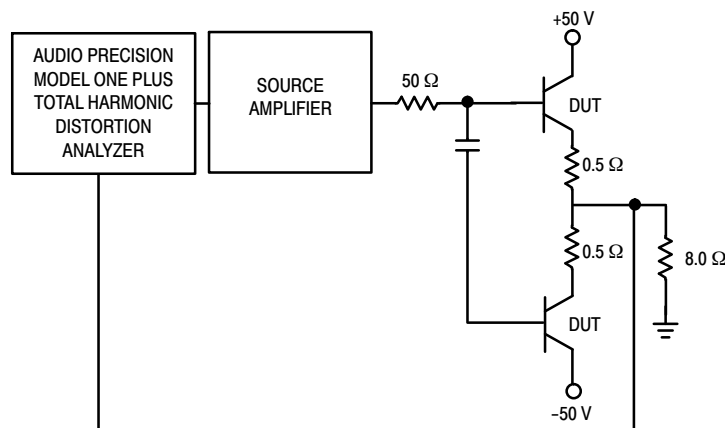 +50 V
AUDIO PRECISION
MODEL ONE PLUS
TOTAL HARMONIC
DISTORTION
ANALYZER
SOURCE
AMPLIFIER
50 Ω
DUT
0.5 Ω
0.5 Ω
8.0 Ω
DUT
−50 V